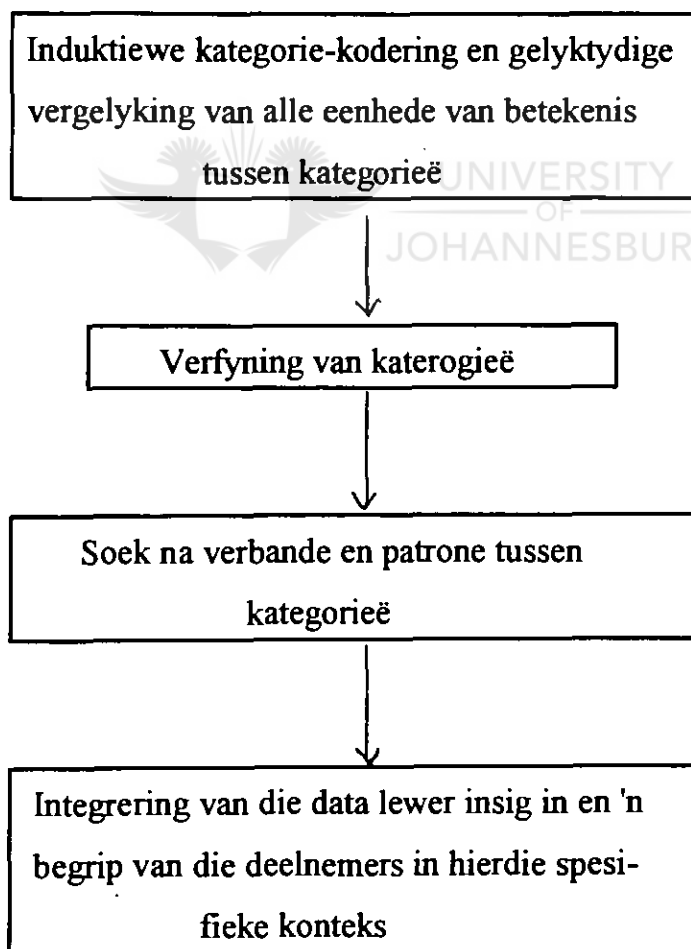 Induktiewe kategorie-kodering en gelyktydige
vergelyking van alle eenhede van betekenis
tussen kategorieë
UNIVERSITY
OF
JOHANNESBUR
Verfyning van katerogieë
Soek na verbande en patrone tussen
kategorieë
Integrering van die data lewer insig in en 'n
begrip van die deelnemers in hierdie spesi-
fieke konteks